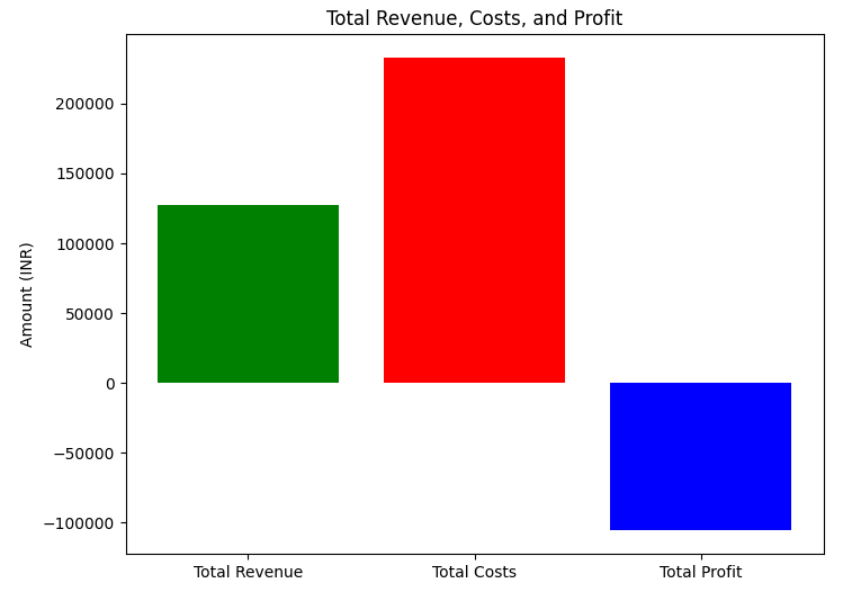 Total Revenue, Costs, and Profit
Amount (INR)
200000
150000
100000
50000
0
−50000
−100000
Total Revenue
Total Costs
Total Profit